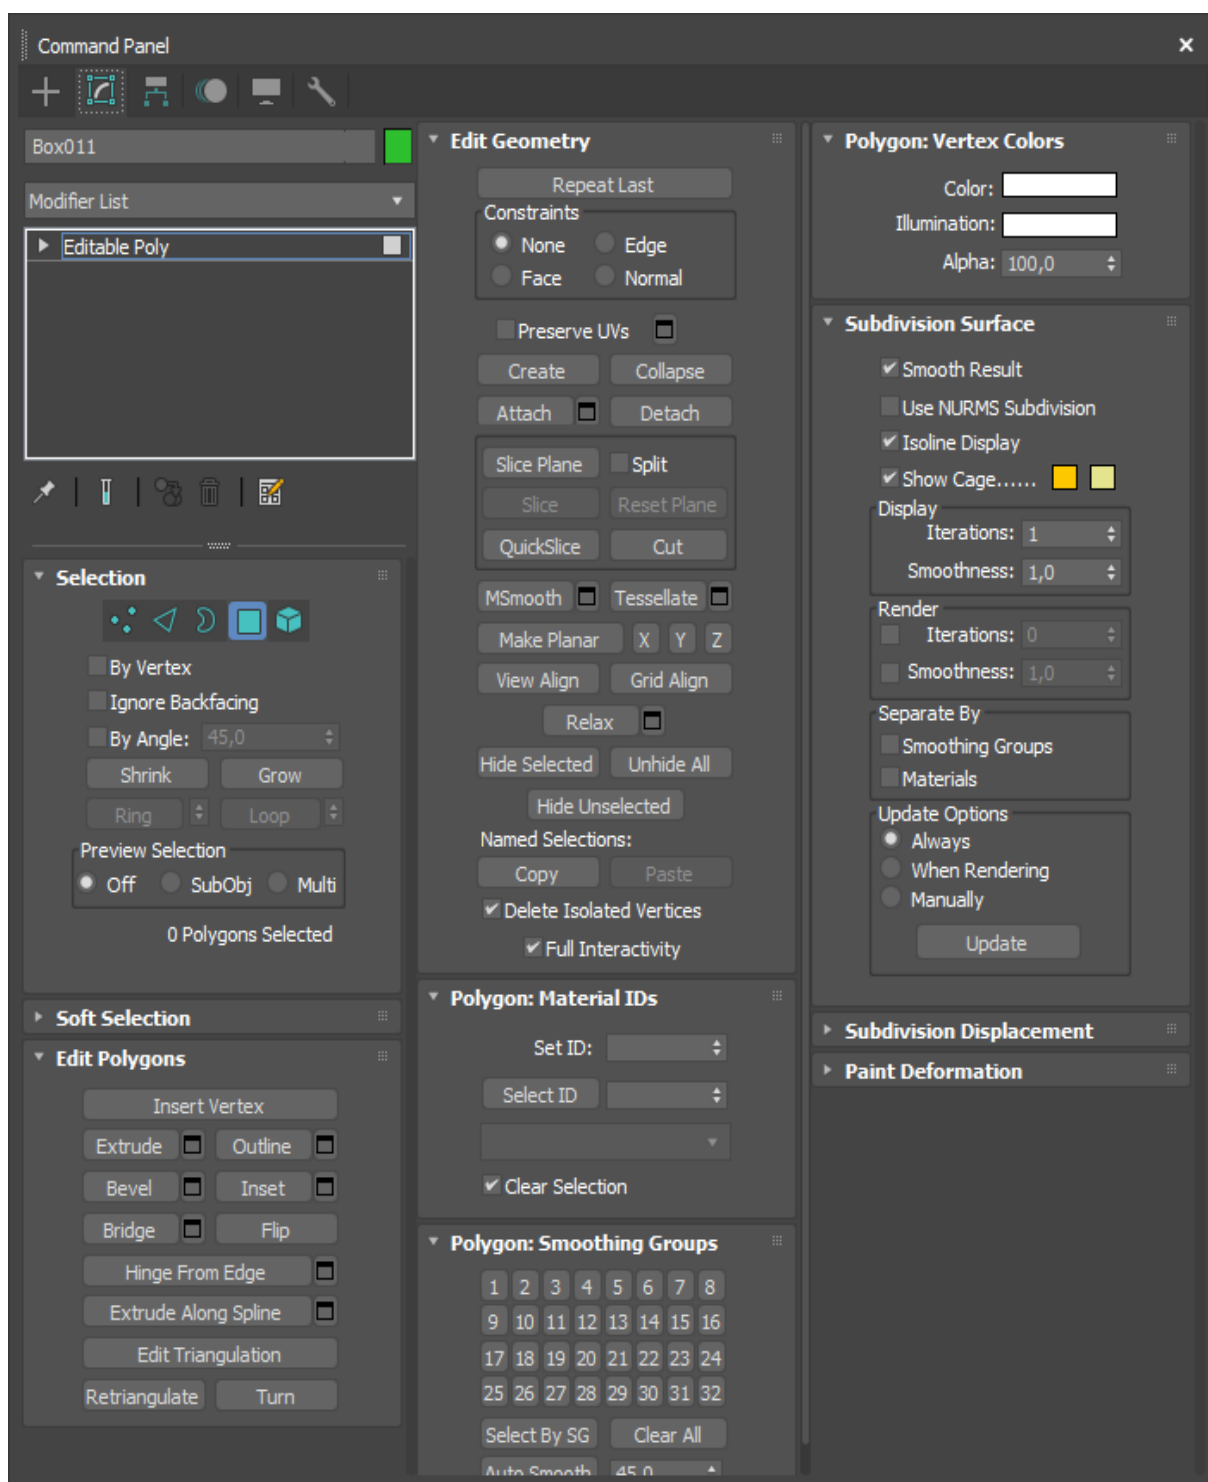 Command Panel
Box011
Modifier List
Editable Poly
Selection
By Vertex
Ignore Backfacing
By Angle: 45,0
Shrink Grow
Ring Loop
Preview Selection
Off SubObj Multi
0 Polygons Selected
Soft Selection
Edit Polygons
Insert Vertex
Extrude Outline
Bevel Inset
Bridge Flip
Hinge From Edge
Extrude Along Spline
Edit Triangulation
Retriangulate Turn
Edit Geometry
Repeat Last
Constraints
None Edge
Face Normal
Preserve UVs
Create Collapse
Attach Detach
Slice Plane Split
Slice Reset Plane
QuickSlice Cut
MSmooth Tessellate
Make Planar X Y Z
View Align Grid Align
Relax
Hide Selected Unhide All
Hide Unselected
Named Selections:
Copy Paste
Delete Isolated Vertices
Full Interactivity
Polygon: Material IDs
Set ID:
Select ID
Clear Selection
Polygon: Smoothing Groups
1 2 3 4 5 6 7 8
9 10 11 12 13 14 15 16
17 18 19 20 21 22 23 24
25 26 27 28 29 30 31 32
Select By SG Clear All
Auto Smooth 45,0
Polygon: Vertex Colors
Color:
Illumination:
Alpha: 100,0
Subdivision Surface
Smooth Result
Use NURMS Subdivision
Isoline Display
Show Cage......
Display
Iterations: 1
Smoothness: 1,0
Render
Iterations: 0
Smoothness: 1,0
Separate By
Smoothing Groups
Materials
Update Options
Always
When Rendering
Manually
Update
Subdivision Displacement
Paint Deformation